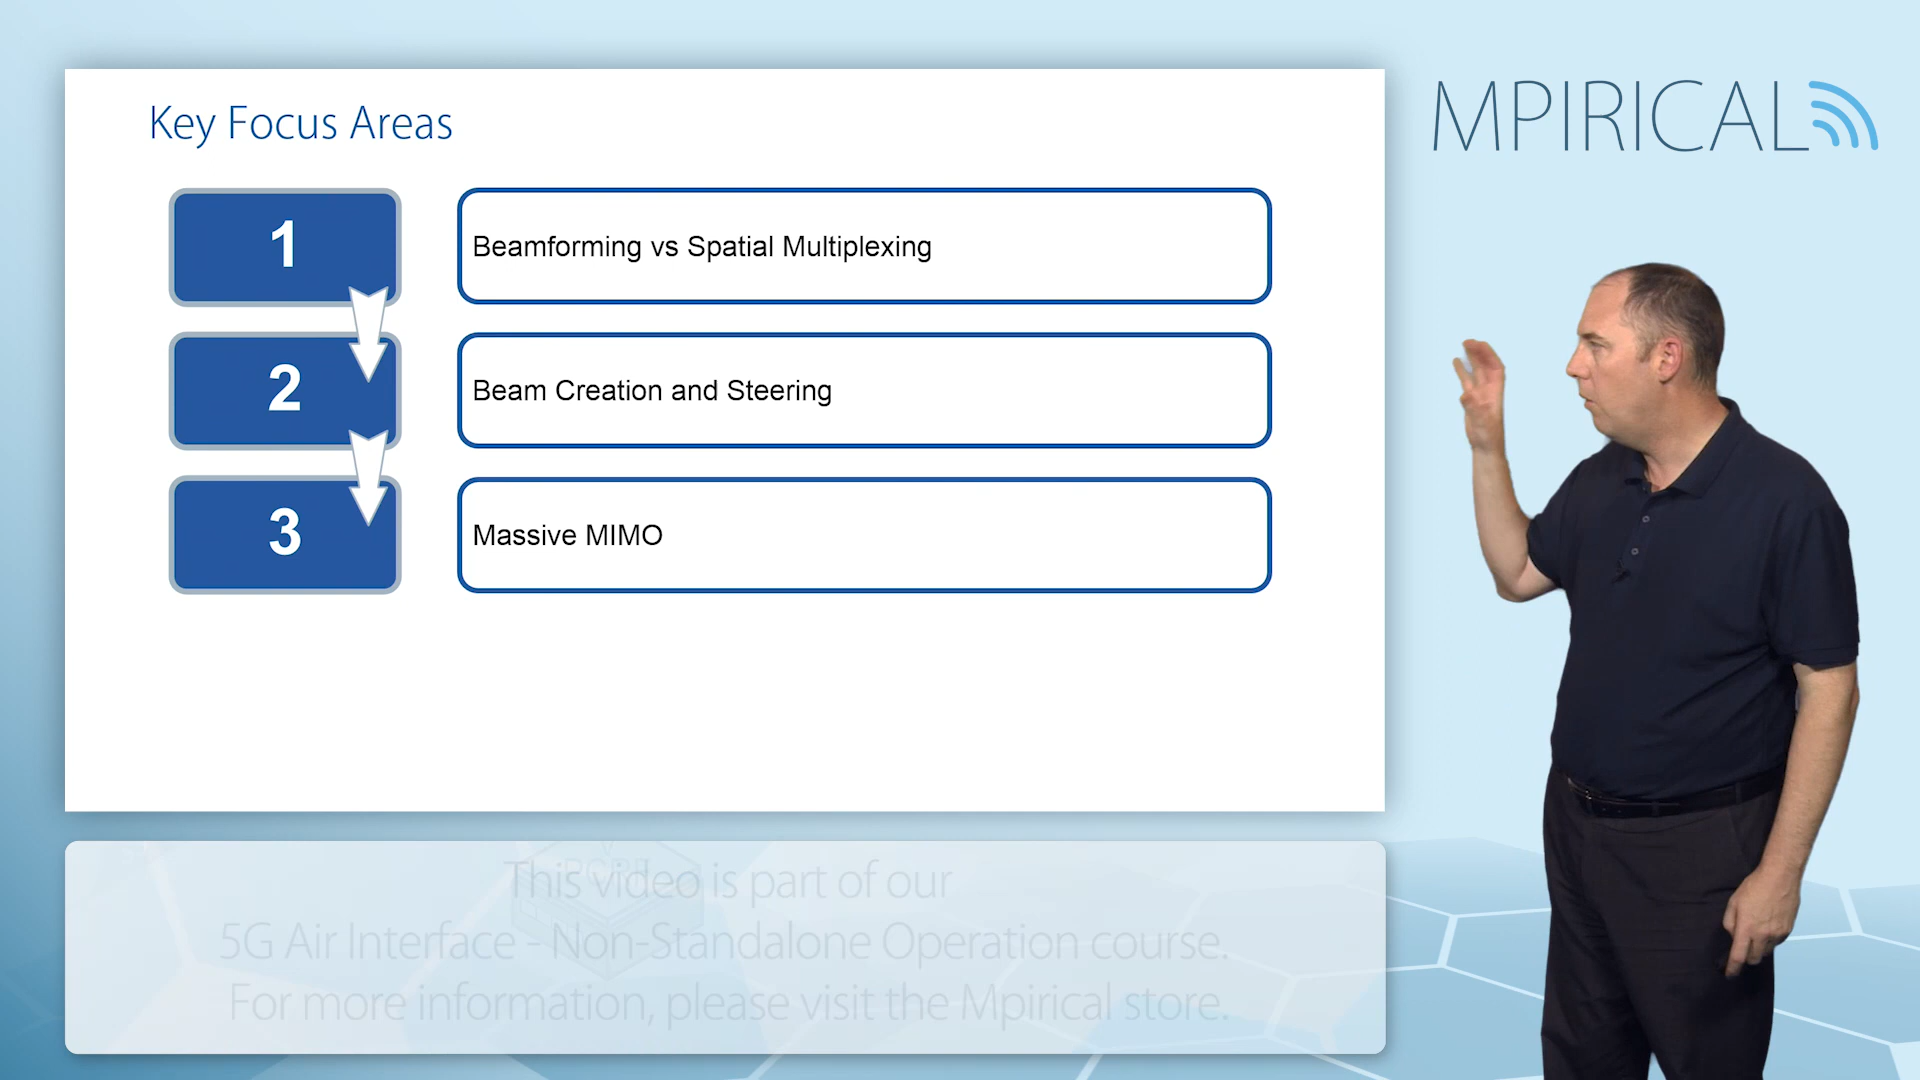 Key Focus Areas
MPIRICAL
1
Beamforming vs Spatial Multiplexing
2
Beam Creation and Steering
3
Massive MIMO
This video is part of our
5G Air Interface - Non-Standalone Operation course.
For more information, please visit the Mpirical store.